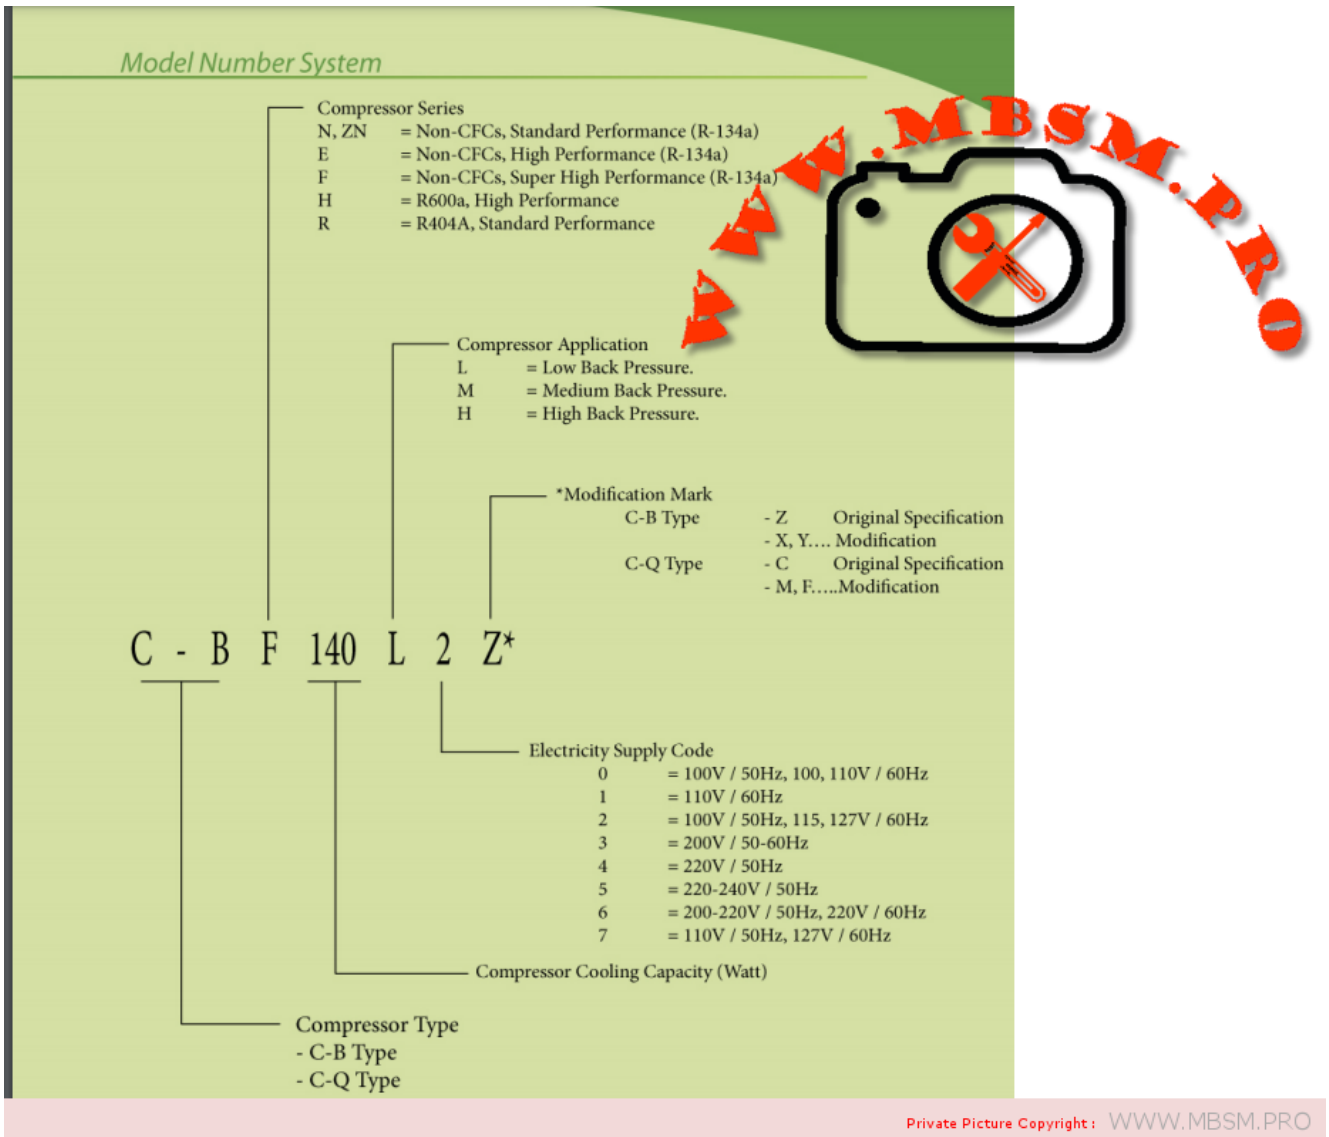 Model Number System
WWW.MBSM.PRO
Compressor Series
N, ZN = Non-CFCs, Standard Performance (R-134a)
E = Non-CFCs, High Performance (R-134a)
F = Non-CFCs, Super High Performance (R-134a)
H = R600a, High Performance
R = R404A, Standard Performance
Compressor Application
L = Low Back Pressure.
M = Medium Back Pressure.
H = High Back Pressure.
*Modification Mark
C-B Type - Z Original Specification
- X, Y.... Modification
C-Q Type - C Original Specification
- M, F.....Modification
C - B F 140 L 2 Z*
Electricity Supply Code
0 = 100V / 50Hz, 100, 110V / 60Hz
1 = 110V / 60Hz
2 = 100V / 50Hz, 115, 127V / 60Hz
3 = 200V / 50-60Hz
4 = 220V / 50Hz
5 = 220-240V / 50Hz
6 = 200-220V / 50Hz, 220V / 60Hz
7 = 110V / 50Hz, 127V / 60Hz
Compressor Cooling Capacity (Watt)
Compressor Type
- C-B Type
- C-Q Type
Private Picture Copyright : WWW.MBSM.PRO